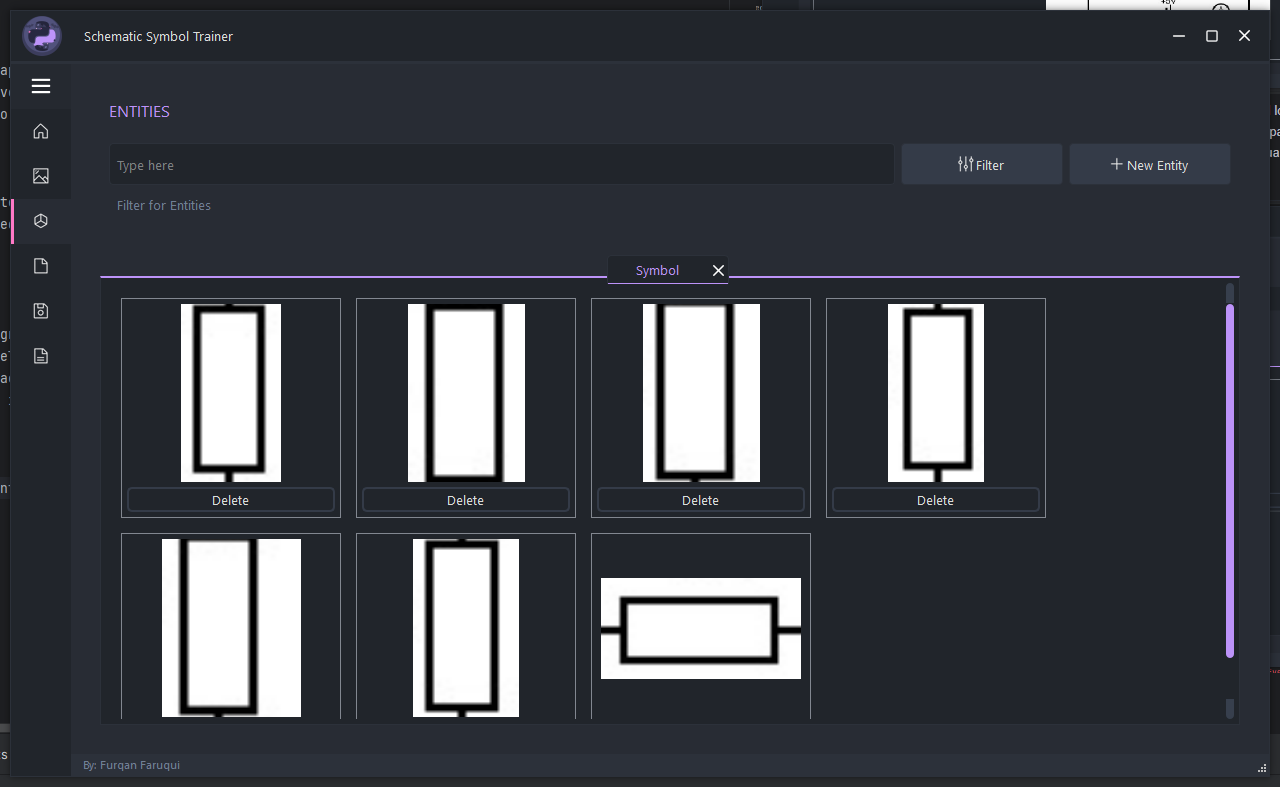 +5V
Schematic Symbol Trainer
ENTITIES
Type here
Filter
New Entity
Filter for Entities
Symbol
Delete
Delete
Delete
Delete
By: Furqan Faruqui